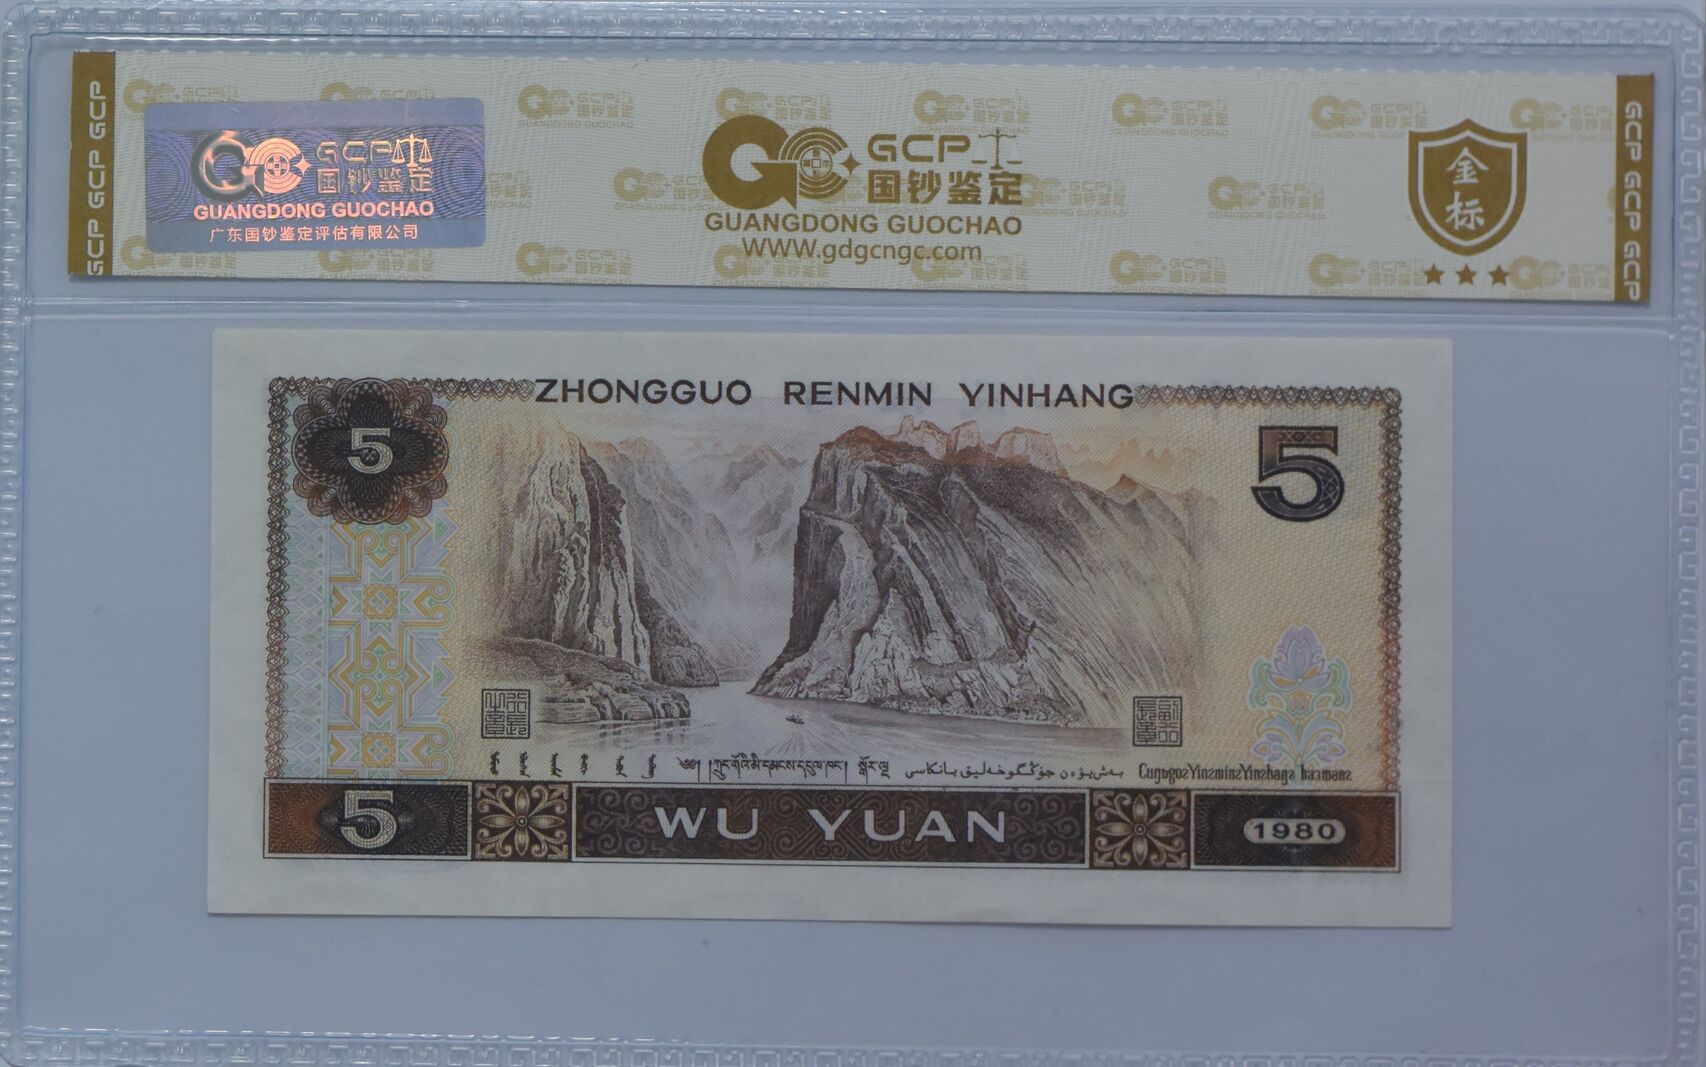 GCP GCP GCP
GCP
国钞鉴定
GUANGDONG GUOCHAO
广东国钞鉴定评估有限公司
GCP
国钞鉴定
GUANGDONG GUOCHAO
WWW.gdgcngc.com
金标
GCP GCP GCP
ZHONGGUO RENMIN YINHANG
5
5
5
WU YUAN
1980